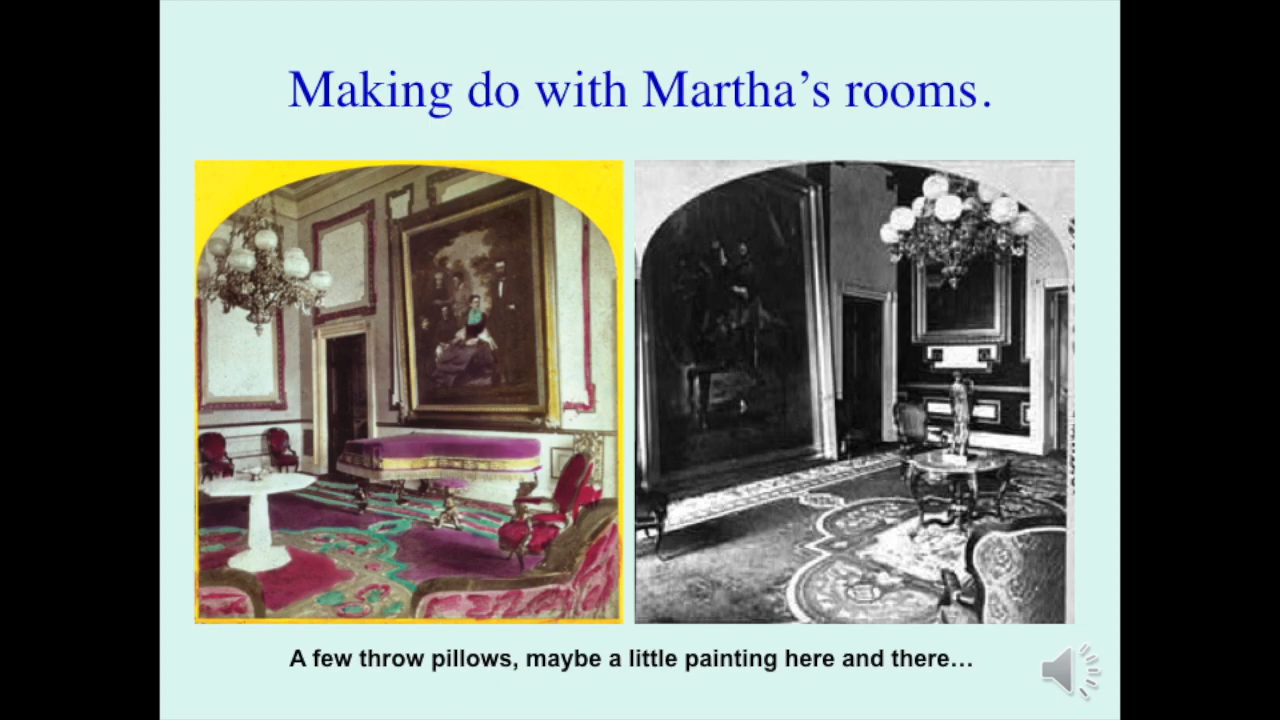 Making do with Martha’s rooms.
A few throw pillows, maybe a little painting here and there…